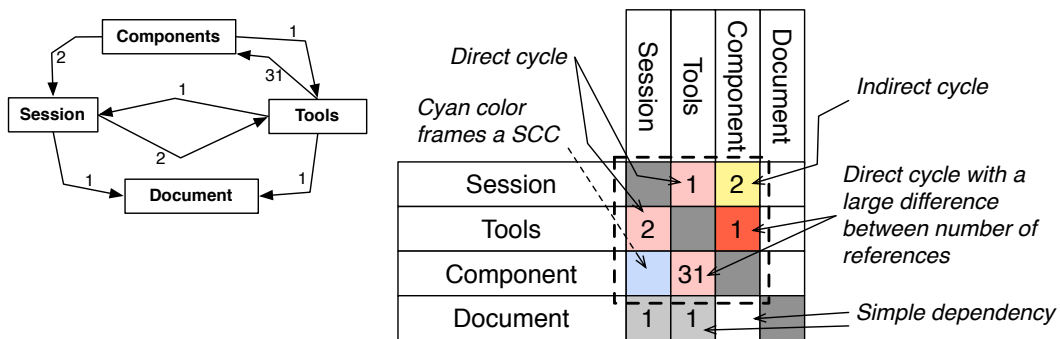 Components
1
2
31
1
Session
Tools
2
1
1
Document
Direct cycle
Cyan color
frames a SCC
Session
Tools
Component
Document
Indirect cycle
Direct cycle with a
large difference
between number of
references
Simple dependency
Session
1
2
Tools
2
1
Component
31
Document
1
1